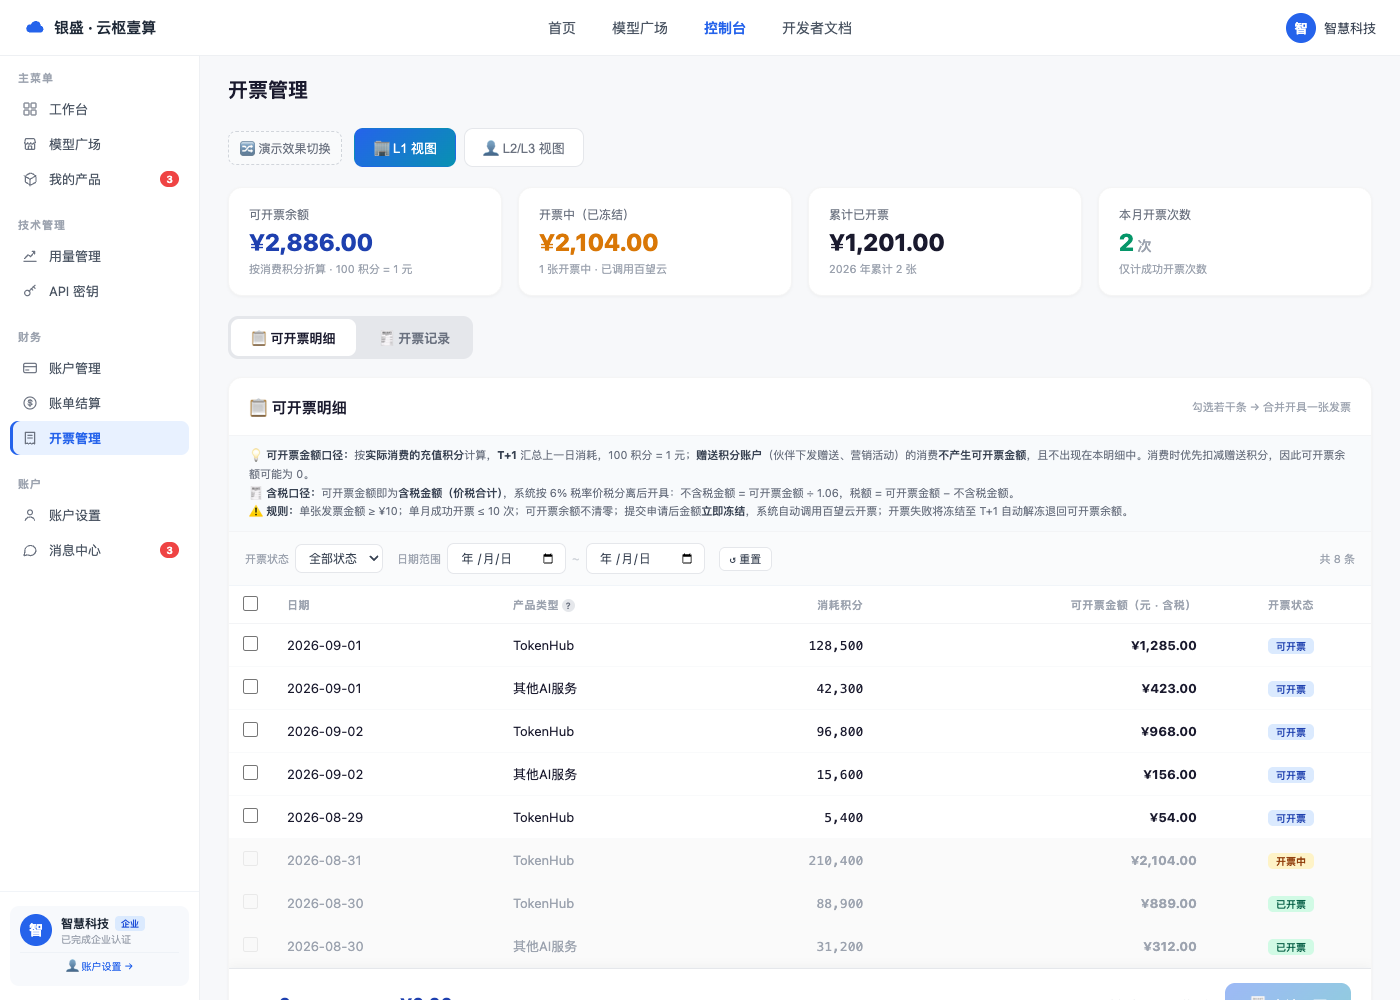 银盛 · 云枢壹算
首页
模型广场
控制台
开发者文档
智
智慧科技
主菜单
工作台
模型广场
我的产品
3
技术管理
用量管理
API 密钥
财务
账户管理
账单结算
开票管理
账户
账户设置
消息中心
3
智
智慧科技 企业
已完成企业认证
账户设置 →
开票管理
演示效果切换
L1 视图
L2/L3 视图
可开票余额
¥2,886.00
按消费积分折算 · 100 积分 = 1 元
开票中（已冻结）
¥2,104.00
1 张开票中 · 已调用百望云
累计已开票
¥1,201.00
2026 年累计 2 张
本月开票次数
2 次
仅计成功开票次数
可开票明细
开票记录
可开票明细
勾选若干条 → 合并开具一张发票
可开票金额口径：按实际消费的充值积分计算，T+1 汇总上一日消耗，100 积分 = 1 元；赠送积分账户（伙伴下发赠送、营销活动）的消费不产生可开票金额，且不出现在本明细中。消费时优先扣减赠送积分，因此可开票余
额可能为 0。
含税口径：可开票金额即为含税金额（价税合计），系统按 6% 税率价税分离后开具：不含税金额 = 可开票金额 ÷ 1.06，税额 = 可开票金额 − 不含税金额。
⚠️ 规则：单张发票金额 ≥ ¥10；单月成功开票 ≤ 10 次；可开票余额不清零；提交申请后金额立即冻结，系统自动调用百望云开票；开票失败将冻结至 T+1 自动解冻退回可开票余额。
开票状态
全部状态
日期范围
年 /月/日
~
年 /月/日
↺ 重置
共 8 条
日期 产品类型 ? 消耗积分 可开票金额（元 · 含税） 开票状态
2026-09-01 TokenHub 128,500 ¥1,285.00 可开票
2026-09-01 其他AI服务 42,300 ¥423.00 可开票
2026-09-02 TokenHub 96,800 ¥968.00 可开票
2026-09-02 其他AI服务 15,600 ¥156.00 可开票
2026-08-29 TokenHub 5,400 ¥54.00 可开票
2026-08-31 TokenHub 210,400 ¥2,104.00 开票中
2026-08-30 TokenHub 88,900 ¥889.00 已开票
2026-08-30 其他AI服务 31,200 ¥312.00 已开票